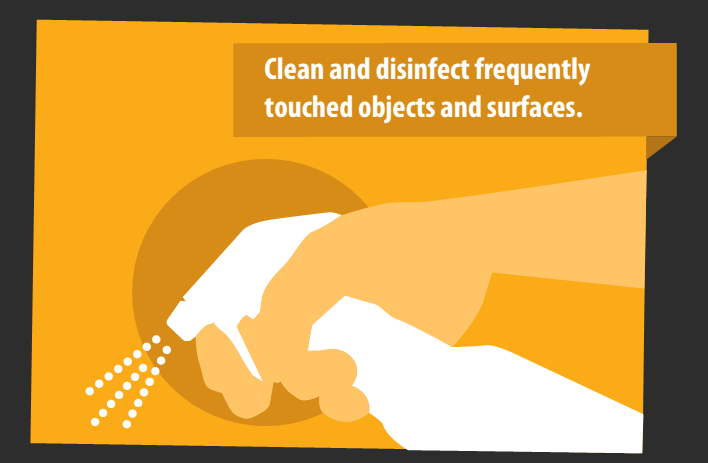 Clean and disinfect frequently
touched objects and surfaces.